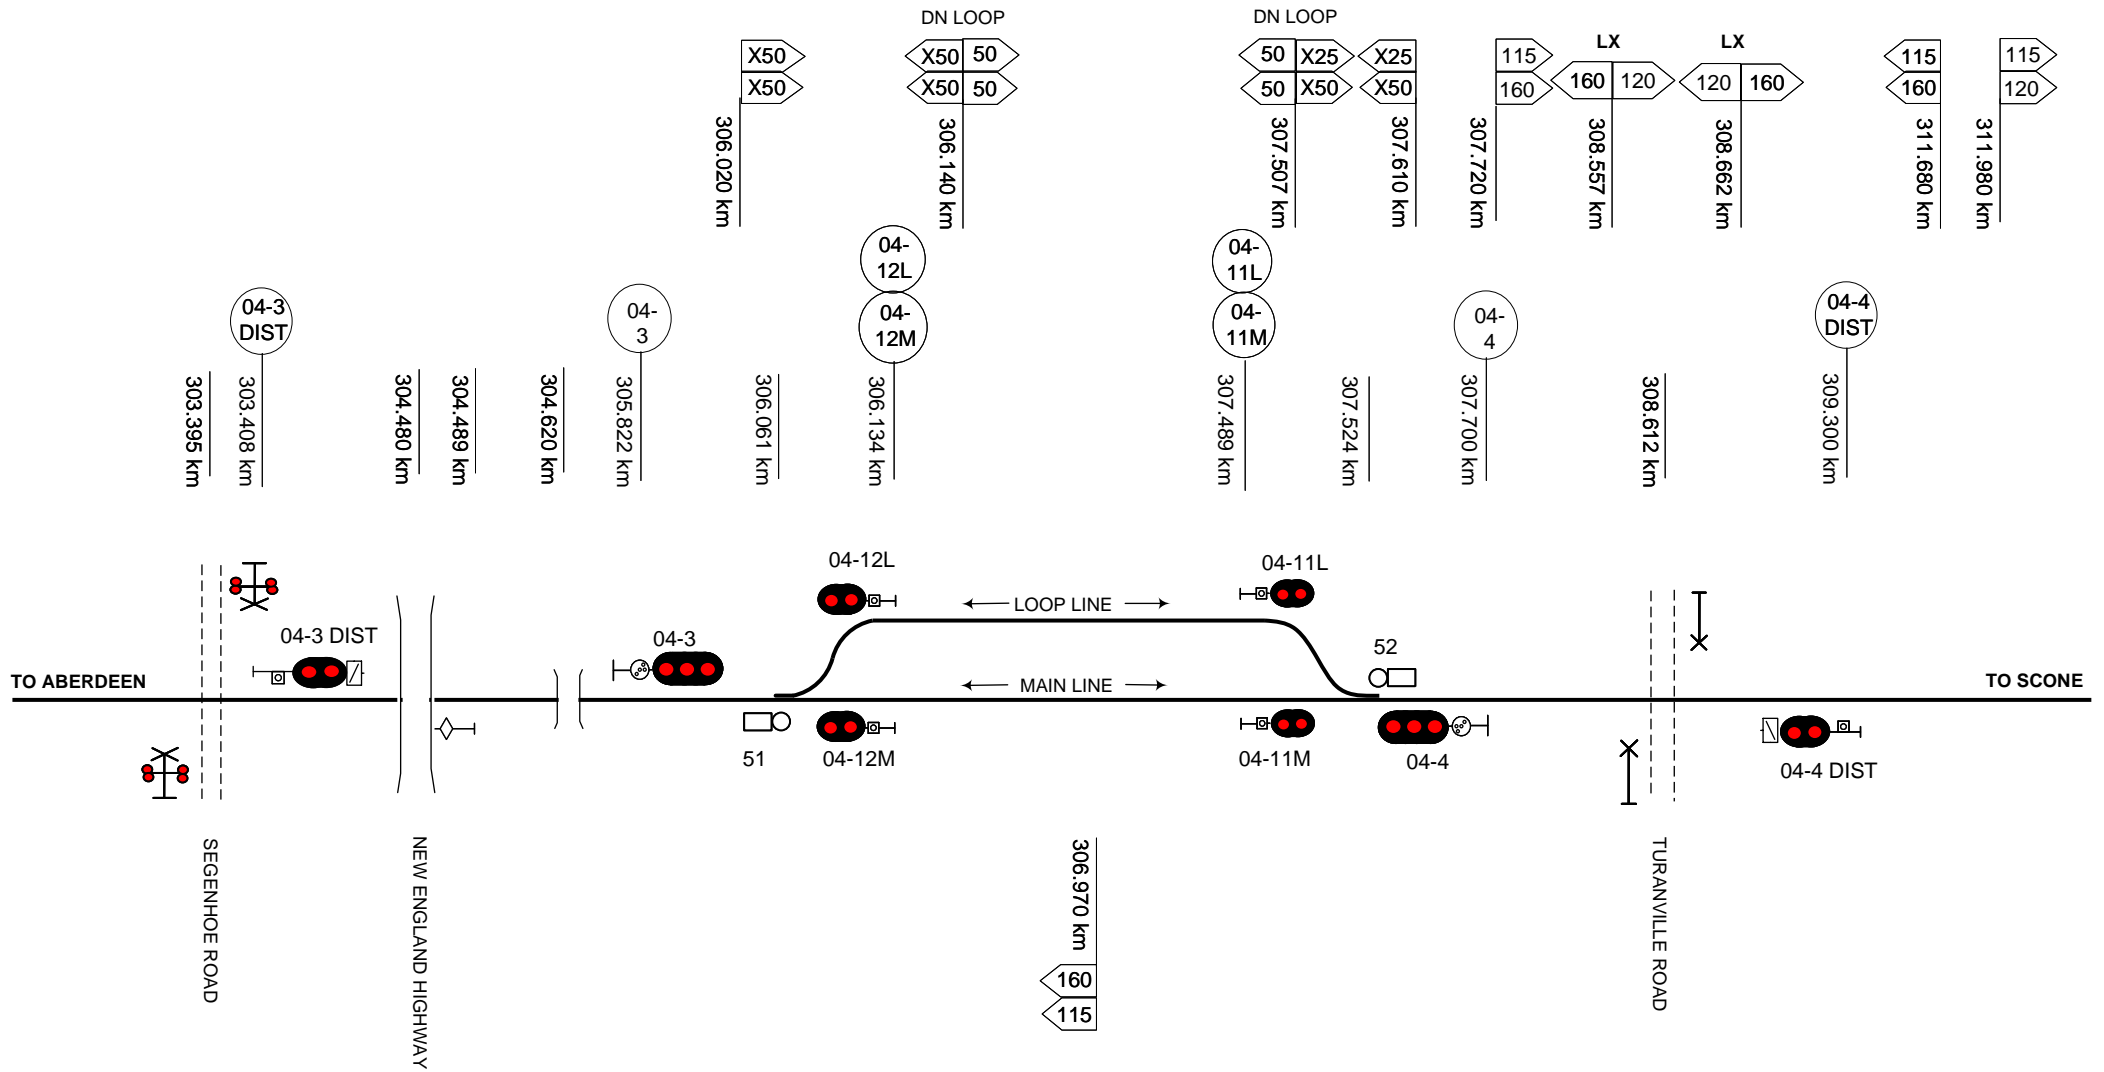 DN LOOP
DN LOOP
X50
X50
X50 50
X50 50
50 X25
50 X50
X25
X50
115
160
LX
160 120
LX
120 160
115
160
115
120
306.020 km
306.140 km
307.507 km
307.610 km
307.720 km
308.557 km
308.662 km
311.680 km
311.980 km
04-3
DIST
04-
3
04-
12L
04-
12M
04-
11L
04-
11M
04-
4
04-4
DIST
303.395 km
303.408 km
304.480 km
304.489 km
304.620 km
305.822 km
306.061 km
306.134 km
307.489 km
307.524 km
307.700 km
308.612 km
309.300 km
04-12L
04-11L
LOOP LINE
04-3 DIST
04-3
52
TO ABERDEEN
MAIN LINE
TO SCONE
51
04-12M
04-11M
04-4
04-4 DIST
SEGENHOE ROAD
NEW ENGLAND HIGHWAY
306.970 km
160
115
TURANVILLE ROAD